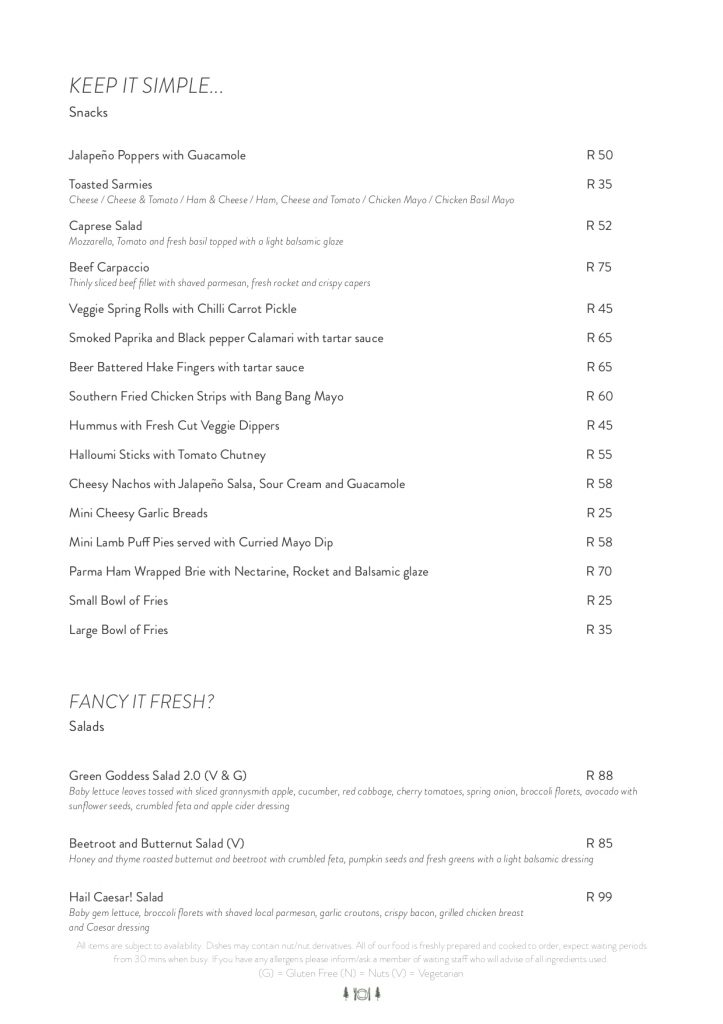 KEEP IT SIMPLE...
Snacks
Jalapeño Poppers with Guacamole R 50
Toasted Sarmies R 35
Cheese / Cheese & Tomato / Ham & Cheese / Ham, Cheese and Tomato / Chicken Mayo / Chicken Basil Mayo
Caprese Salad R 52
Mozzarella, Tomato and fresh basil topped with a light balsamic glaze
Beef Carpaccio R 75
Thinly sliced beef fillet with shaved parmesan, fresh rocket and crispy capers
Veggie Spring Rolls with Chilli Carrot Pickle R 45
Smoked Paprika and Black pepper Calamari with tartar sauce R 65
Beer Battered Hake Fingers with tartar sauce R 65
Southern Fried Chicken Strips with Bang Bang Mayo R 60
Hummus with Fresh Cut Veggie Dippers R 45
Halloumi Sticks with Tomato Chutney R 55
Cheesy Nachos with Jalapeño Salsa, Sour Cream and Guacamole R 58
Mini Cheesy Garlic Breads R 25
Mini Lamb Puff Pies served with Curried Mayo Dip R 58
Parma Ham Wrapped Brie with Nectarine, Rocket and Balsamic glaze R 70
Small Bowl of Fries R 25
Large Bowl of Fries R 35
FANCY IT FRESH?
Salads
Green Goddess Salad 2.0 (V & G) R 88
Baby lettuce leaves tossed with sliced grannysmith apple, cucumber, red cabbage, cherry tomatoes, spring onion, broccoli florets, avocado with
sunflower seeds, crumbled feta and apple cider dressing
Beetroot and Butternut Salad (V) R 85
Honey and thyme roasted butternut and beetroot with crumbled feta, pumpkin seeds and fresh greens with a light balsamic dressing
Hail Caesar! Salad R 99
Baby gem lettuce, broccoli florets with shaved local parmesan, garlic croutons, crispy bacon, grilled chicken breast
and Caesar dressing
All items are subject to availability. Dishes may contain nut/nut derivatives. All of our food is freshly prepared and cooked to order, expect waiting periods
from 30 mins when busy. If you have any allergens please inform/ask a member of waiting staff who will advise of all ingredients used
(G) = Gluten Free (N) = Nuts (V) = Vegetarian